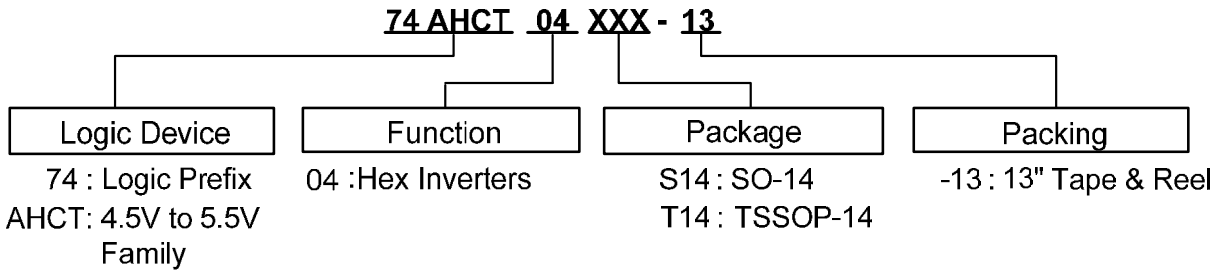 74 AHCT 04 XXX - 13
Logic Device
74 : Logic Prefix
AHCT: 4.5V to 5.5V
Family
Function
04 :Hex Inverters
Package
S14 : SO-14
T14 : TSSOP-14
Packing
-13 : 13" Tape & Reel